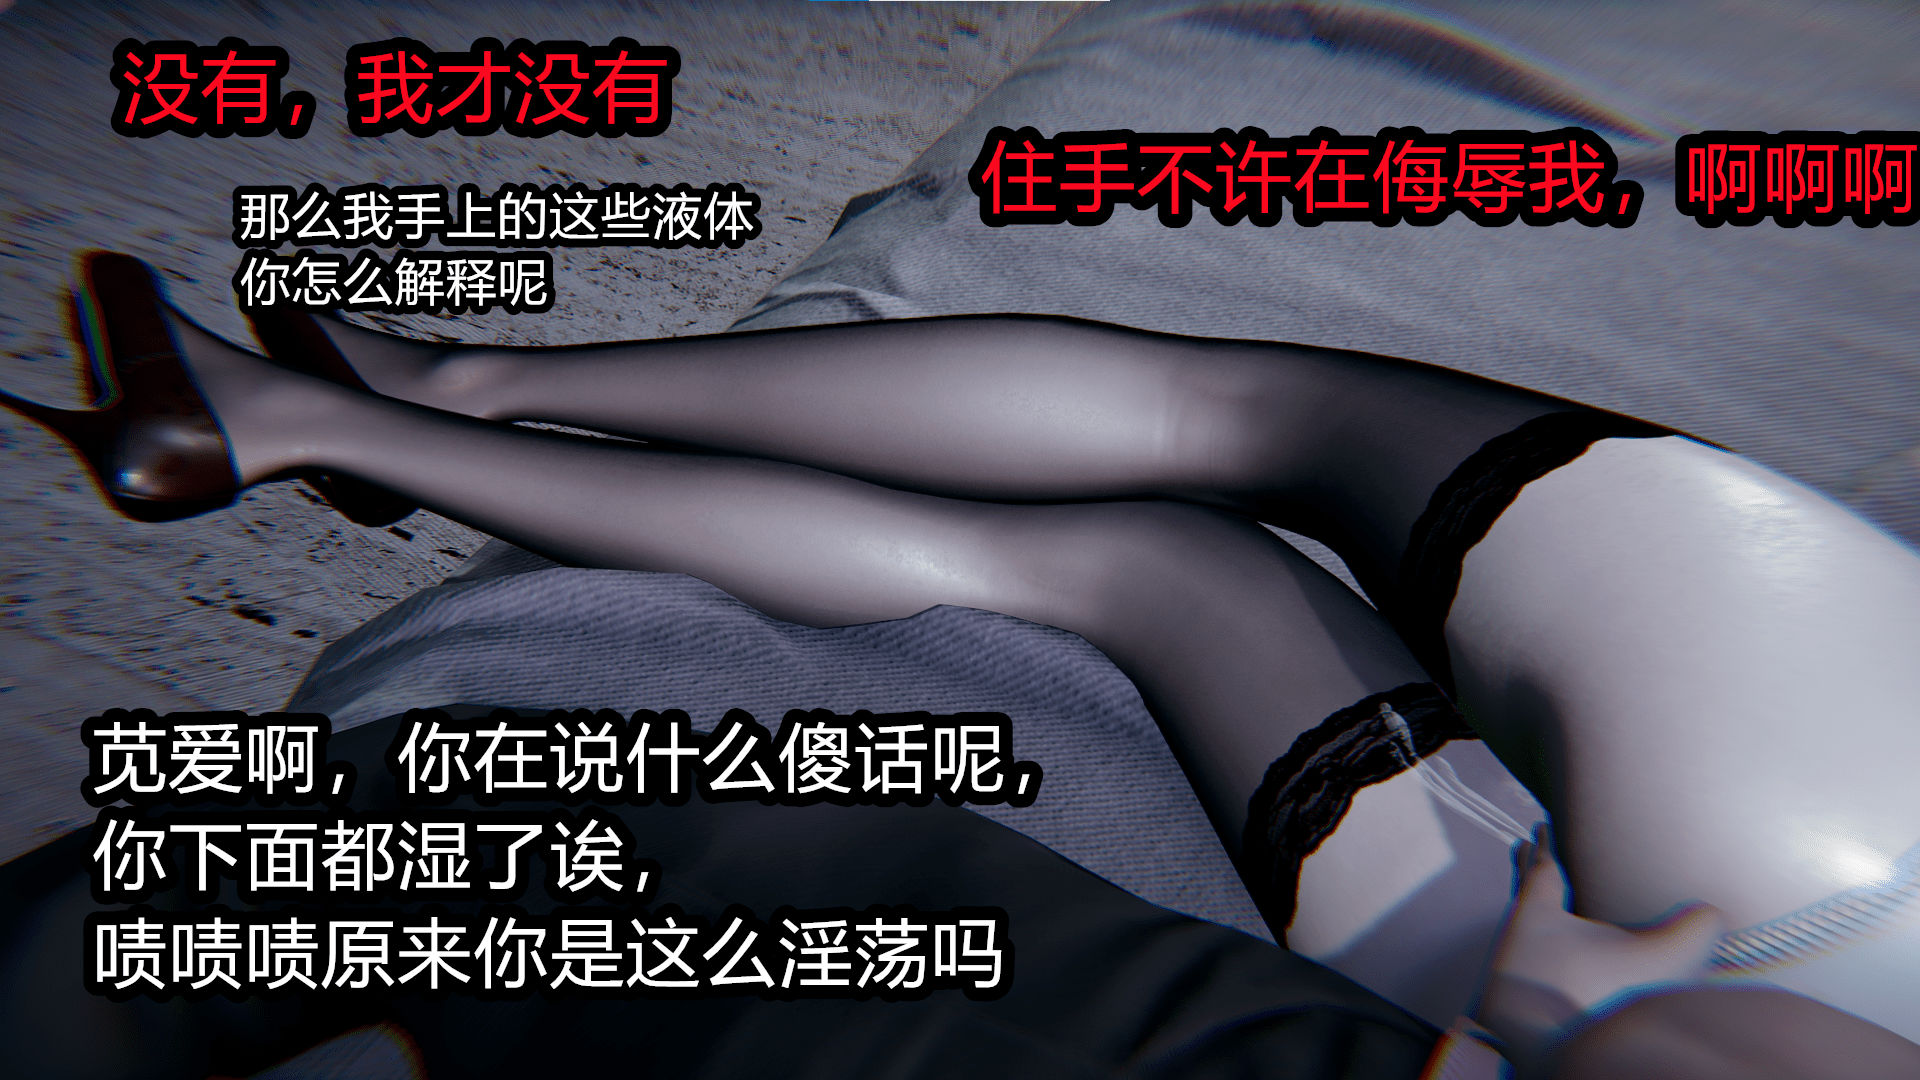 没有，我才没有
住手不许在侮辱我，啊啊啊
那么我手上的这些液体
你怎么解释呢
苋爱啊，你在说什么傻话呢，
你下面都湿了诶，
啧啧啧原来你是这么淫荡吗